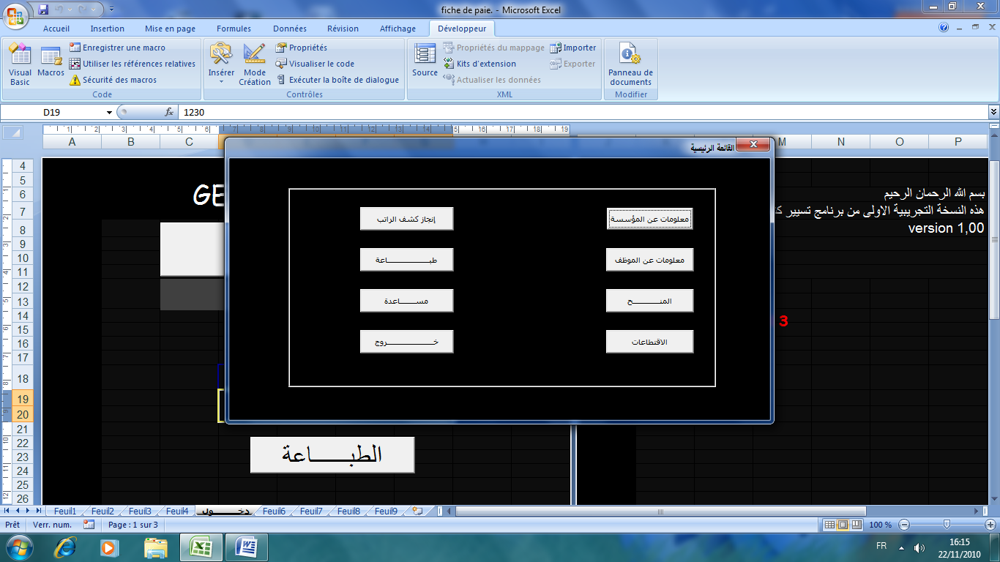 fiche de paie. - Microsoft Excel
Accueil Insertion Mise en page Formules Données Révision Affichage Développeur
Visual Basic
Macros
Enregistrer une macro
Utiliser les références relatives
Sécurité des macros
Code
Insérer
Mode Création
Propriétés
Visualiser le code
Exécuter la boîte de dialogue
Contrôles
Source
Propriétés du mappage
Kits d'extension
Actualiser les données
Importer
Exporter
XML
Panneau de documents
Modifier
D19 fx 1230
A B C M N O P
القائمة الرئيسية
GE
معلومات عن المؤسسة
إنجاز كشف الراتب
معلومات عن الموظف
طبـــــــــاعة
المنـــــــح
مســـــاعدة
الاقتطاعات
خـــــــــروج
بسم الله الرحمان الرحيم
هذه النسخة التجريبية الاولى من برنامج تسيير
version 1,00
3
الطبـــــاعة
4
5
6
7
8
9
10
11
12
13
14
15
16
17
18
19
20
21
22
23
24
25
26
Feuil1 Feuil2 Feuil3 Feuil4 دخـــــــول Feuil6 Feuil7 Feuil8 Feuil9
Prêt Verr. num. Page : 1 sur 3 100 %
FR 16:15
22/11/2010